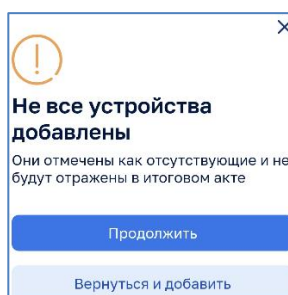 Не все устройства
добавлены
Они отмечены как отсутствующие и не
будут отражены в итоговом акте
Продолжить
Вернуться и добавить